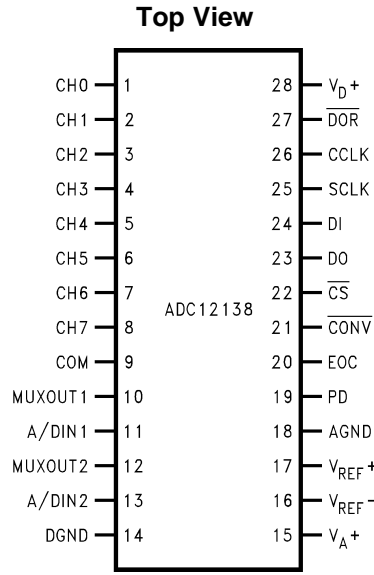 Top View
CH0 1 28 VD+
CH1 2 27 DOR
CH2 3 26 CCLK
CH3 4 25 SCLK
CH4 5 24 DI
CH5 6 23 DO
CH6 7 22 CS
CH7 8 ADC12138 21 CONV
COM 9 20 EOC
MUXOUT1 10 19 PD
A/DIN1 11 18 AGND
MUXOUT2 12 17 VREF+
A/DIN2 13 16 VREF-
DGND 14 15 VA+